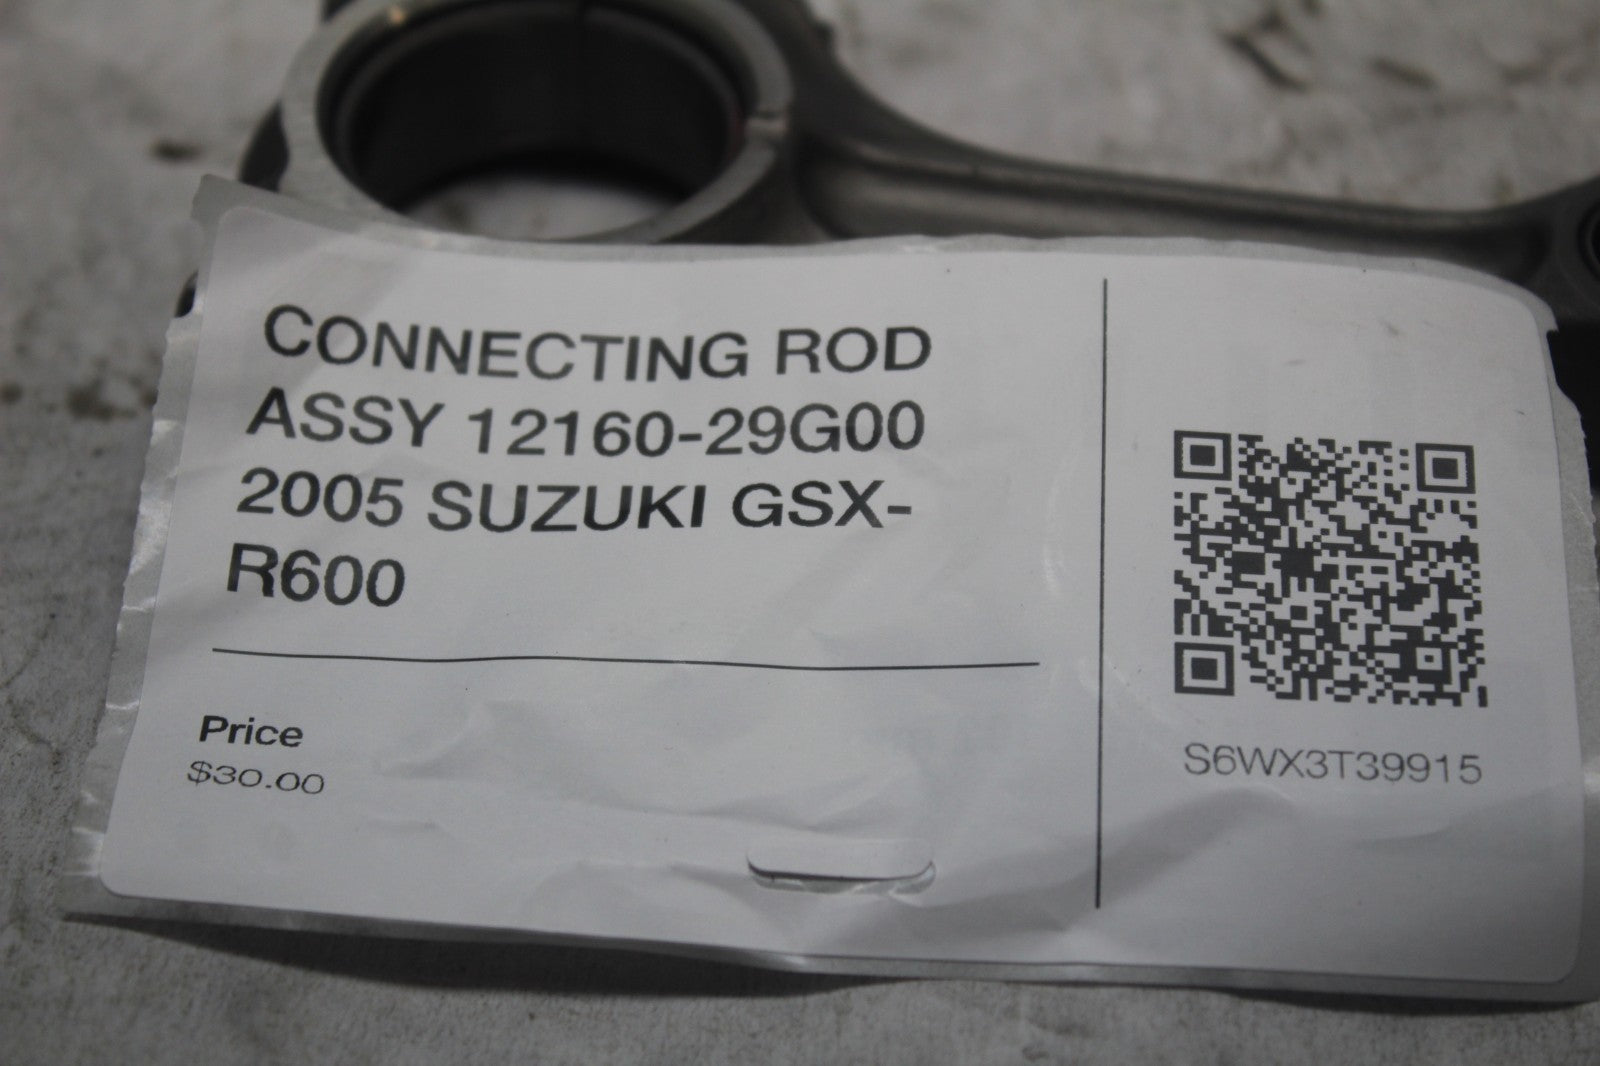 CONNECTING ROD
ASSY 12160-29G00
2005 SUZUKI GSX-
R600
Price
$30.00
S6WX3T39915